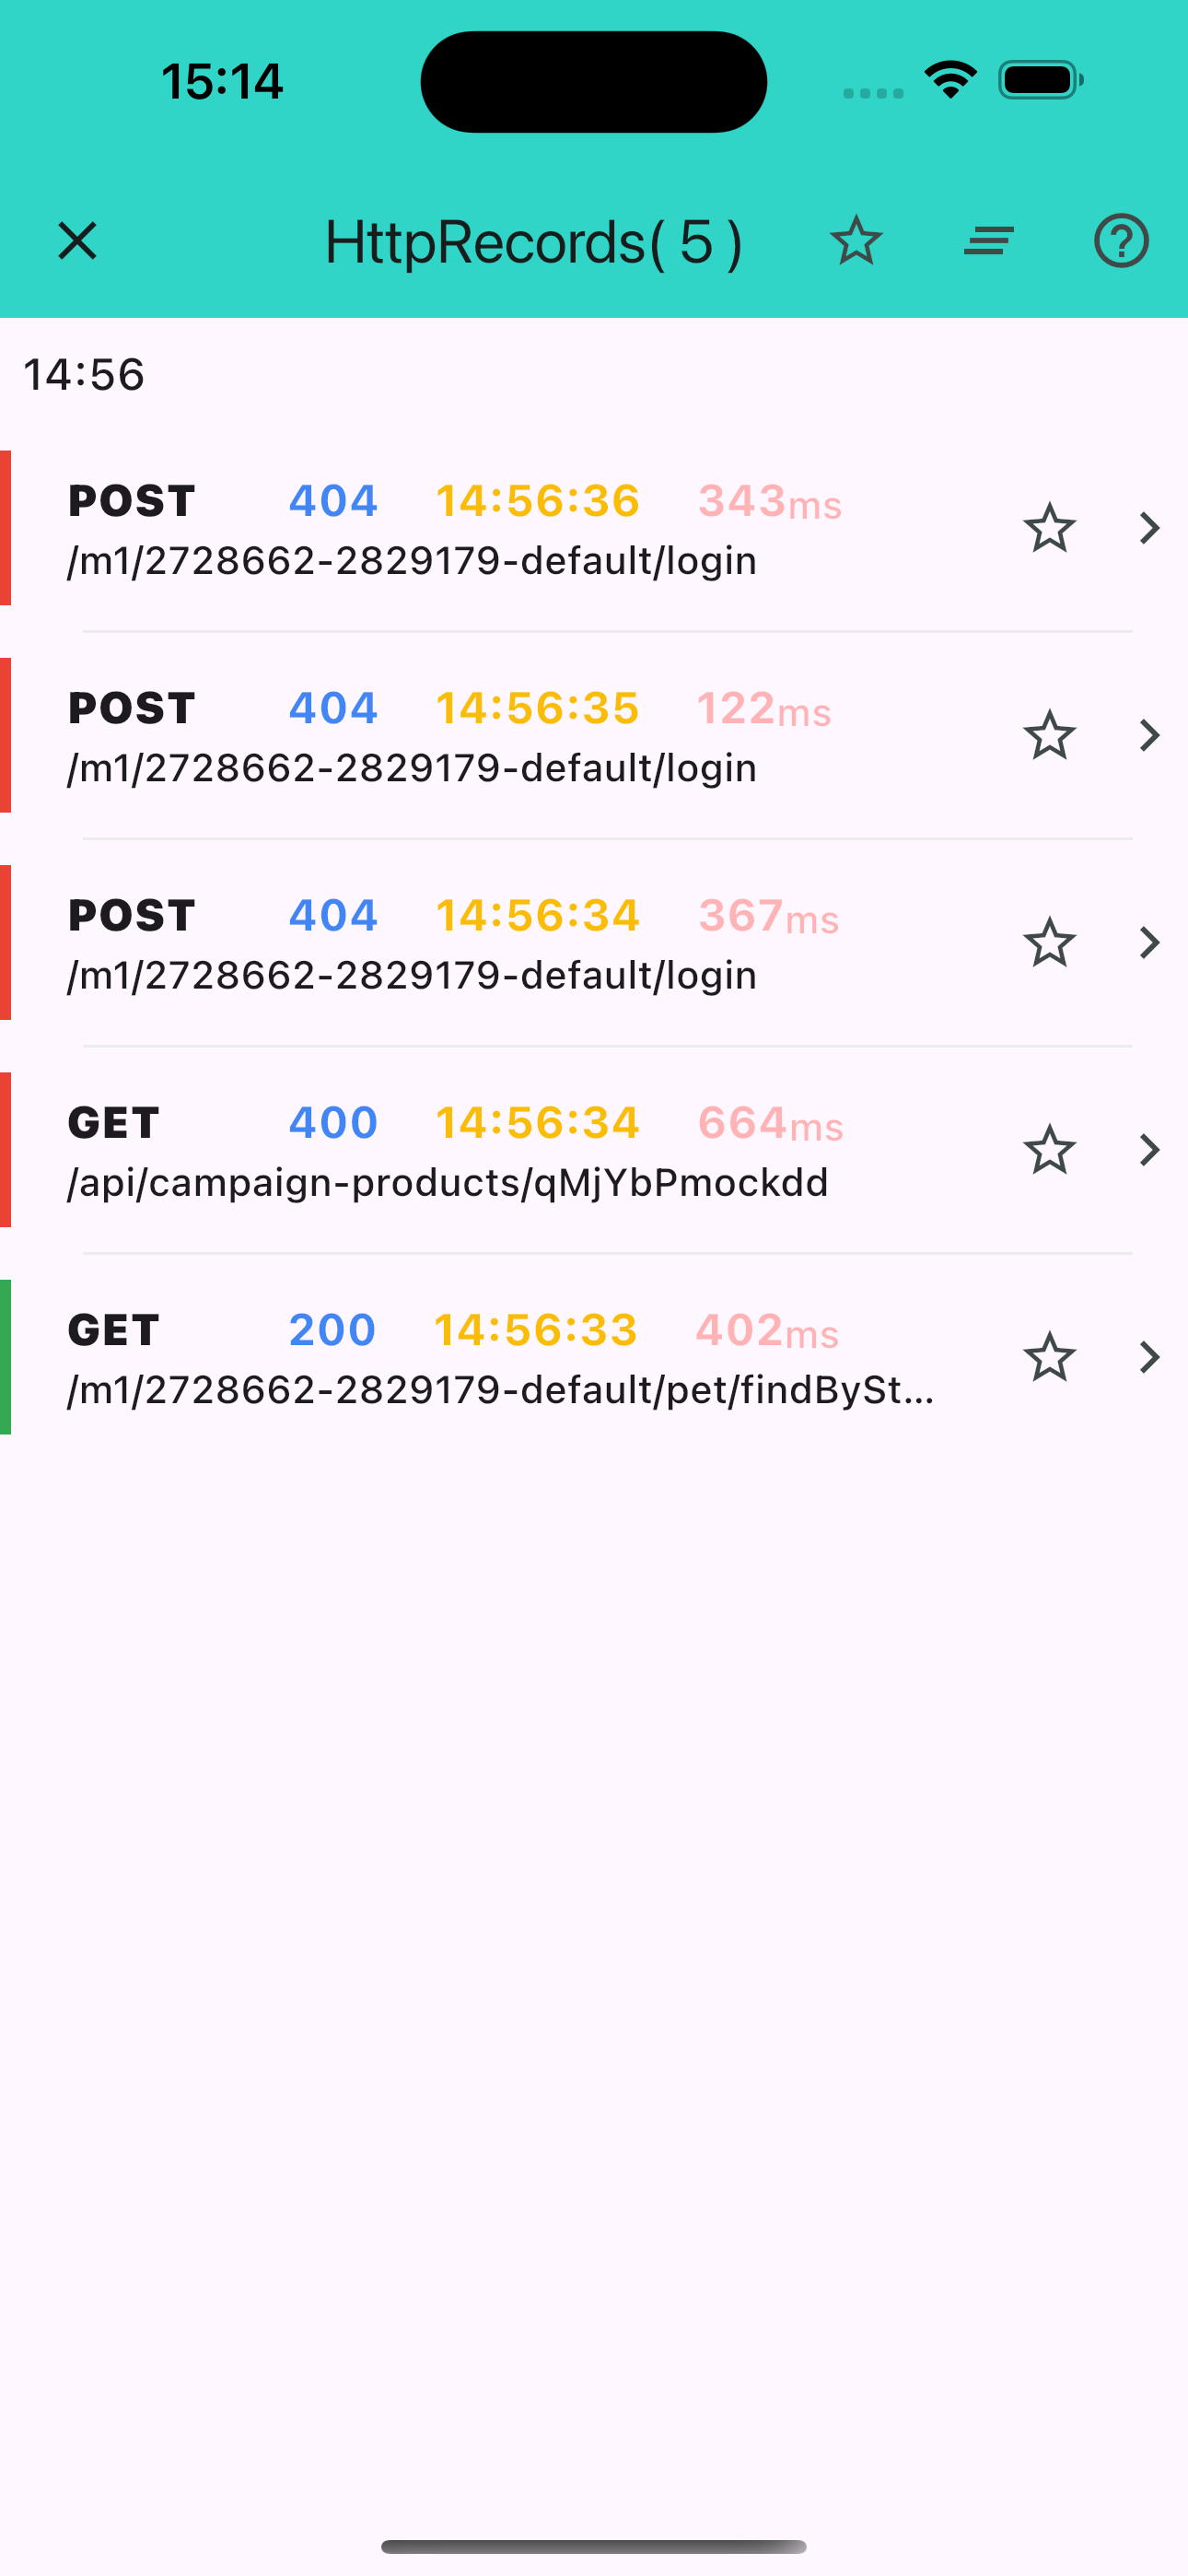 15:14
HttpRecords( 5 )
14:56
POST 404 14:56:36 343ms
/m1/2728662-2829179-default/login
POST 404 14:56:35 122ms
/m1/2728662-2829179-default/login
POST 404 14:56:34 367ms
/m1/2728662-2829179-default/login
GET 400 14:56:34 664ms
/api/campaign-products/qMjYbPmockdd
GET 200 14:56:33 402ms
/m1/2728662-2829179-default/pet/findBySt...